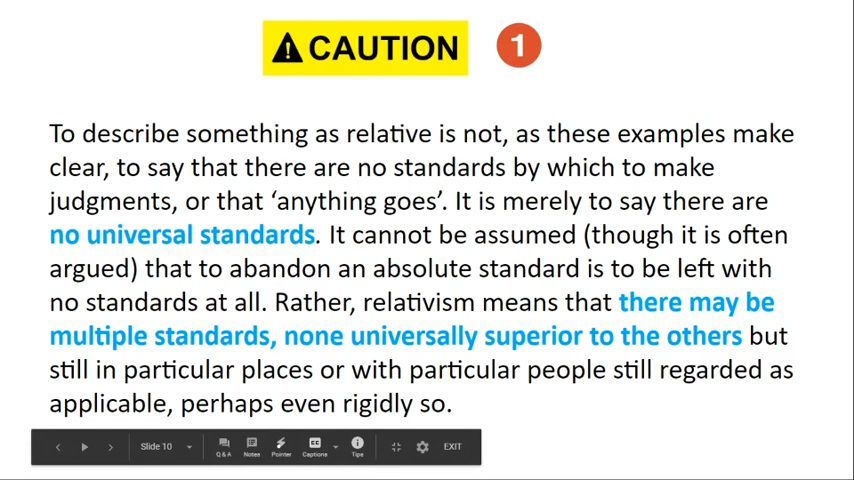 ⚠ CAUTION 1
To describe something as relative is not, as these examples make
clear, to say that there are no standards by which to make
judgments, or that ‘anything goes’. It is merely to say there are
no universal standards. It cannot be assumed (though it is often
argued) that to abandon an absolute standard is to be left with
no standards at all. Rather, relativism means that there may be
multiple standards, none universally superior to the others but
still in particular places or with particular people still regarded as
applicable, perhaps even rigidly so.
Slide 10 Q & A Notes Pointer Captions Tips EXIT